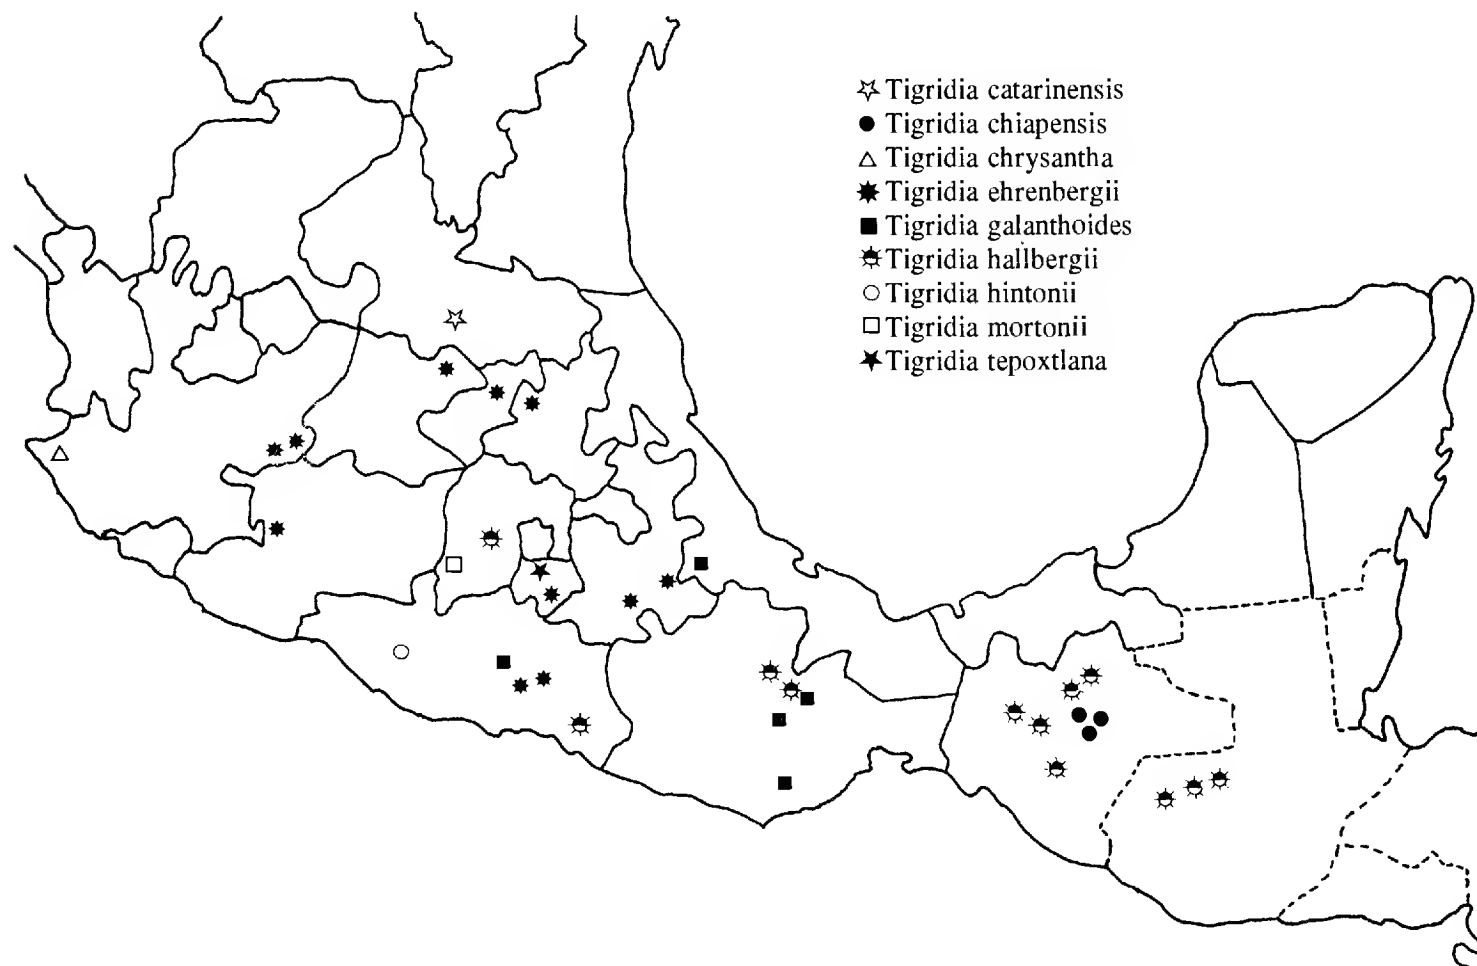 Tigridia catarinensis
Tigridia chiapensis
Tigridia chrysantha
Tigridia ehrenbergii
Tigridia galanthoides
Tigridia hallbergii
Tigridia hintonii
Tigridia mortonii
Tigridia tepoxtlana